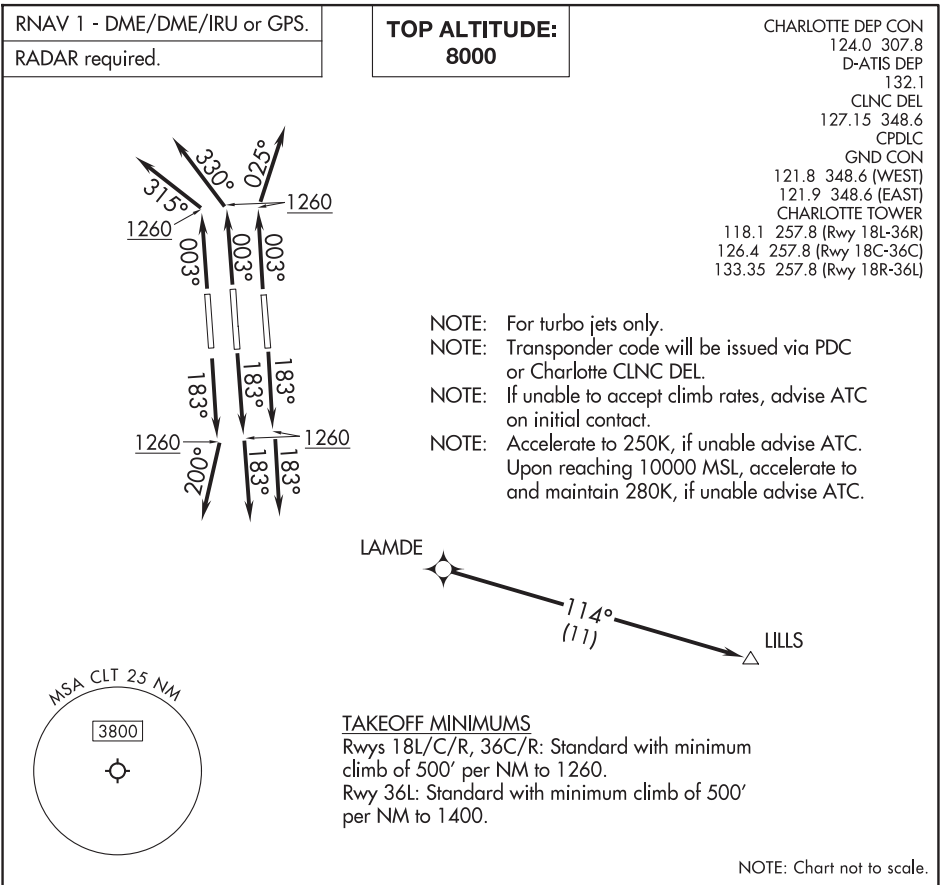 RNAV 1 - DME/DME/IRU or GPS.
RADAR required.
TOP ALTITUDE:
8000
CHARLOTTE DEP CON
124.0 307.8
D-ATIS DEP
132.1
CLNC DEL
127.15 348.6
CPDLC
GND CON
121.8 348.6 (WEST)
121.9 348.6 (EAST)
CHARLOTTE TOWER
118.1 257.8 (Rwy 18L-36R)
126.4 257.8 (Rwy 18C-36C)
133.35 257.8 (Rwy 18R-36L)
315°
330°
025°
1260
1260
003°
003°
003°
183°
183°
183°
1260
1260
200°
183°
183°
NOTE: For turbo jets only.
NOTE: Transponder code will be issued via PDC
or Charlotte CLNC DEL.
NOTE: If unable to accept climb rates, advise ATC
on initial contact.
NOTE: Accelerate to 250K, if unable advise ATC.
Upon reaching 10000 MSL, accelerate to
and maintain 280K, if unable advise ATC.
LAMDE
114°
(11)
LILLS
MSA CLT 25 NM
3800
TAKEOFF MINIMUMS
Rwys 18L/C/R, 36C/R: Standard with minimum
climb of 500' per NM to 1260.
Rwy 36L: Standard with minimum climb of 500'
per NM to 1400.
NOTE: Chart not to scale.